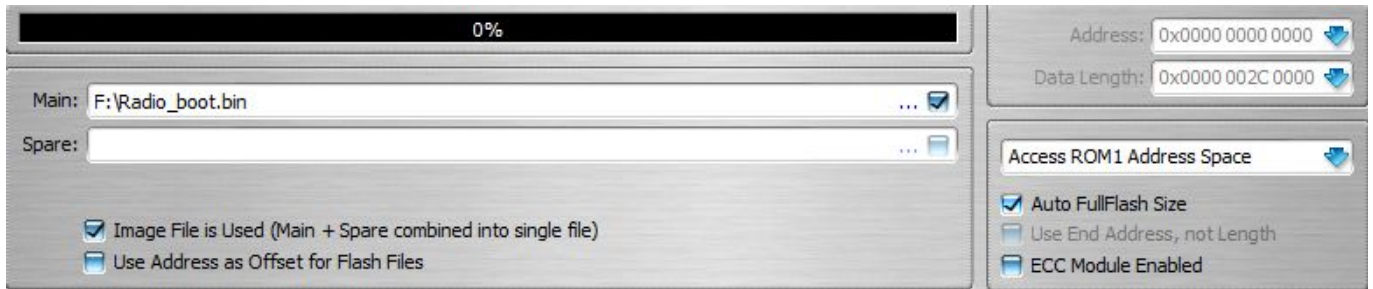 0%
Address: 0x0000 0000 0000
Data Length: 0x0000 002C 0000
Main: F:\Radio_boot.bin ...
Spare: ...
Image File is Used (Main + Spare combined into single file)
Use Address as Offset for Flash Files
Access ROM1 Address Space
Auto FullFlash Size
Use End Address, not Length
ECC Module Enabled